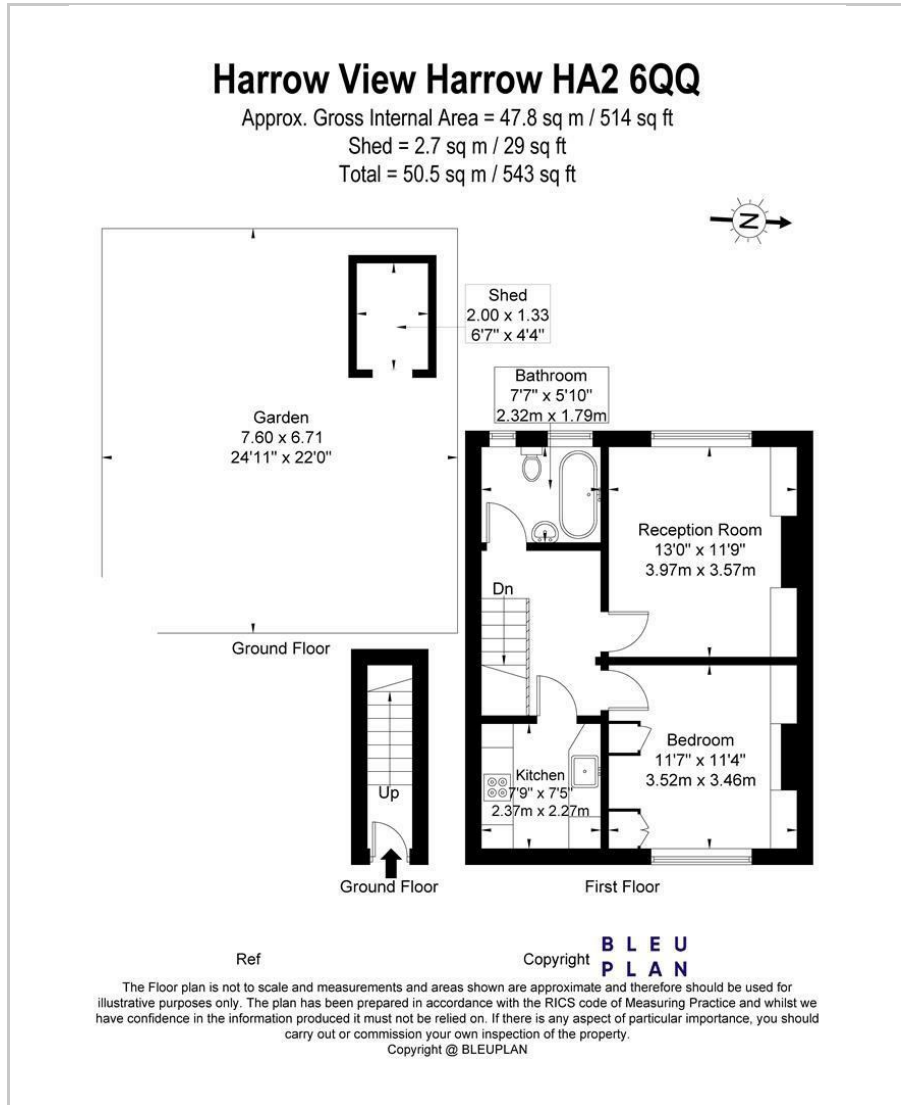 Harrow View Harrow HA2 6QQ
Approx. Gross Internal Area = 47.8 sq m / 514 sq ft
Shed = 2.7 sq m / 29 sq ft
Total = 50.5 sq m / 543 sq ft
N
Shed
2.00 x 1.33
6'7" x 4'4"
Bathroom
7'7" x 5'10"
2.32m x 1.79m
Garden
7.60 x 6.71
24'11" x 22'0"
Reception Room
13'0" x 11'9"
3.97m x 3.57m
Dn
Ground Floor
Bedroom
11'7" x 11'4"
3.52m x 3.46m
Kitchen
7'9" x 7'5"
2.37m x 2.27m
Up
Ground Floor
First Floor
Ref
Copyright
BLEU
PLAN
The Floor plan is not to scale and measurements and areas shown are approximate and therefore should be used for
illustrative purposes only. The plan has been prepared in accordance with the RICS code of Measuring Practice and whilst we
have confidence in the information produced it must not be relied on. If there is any aspect of particular importance, you should
carry out or commission your own inspection of the property.
Copyright @ BLEUPLAN